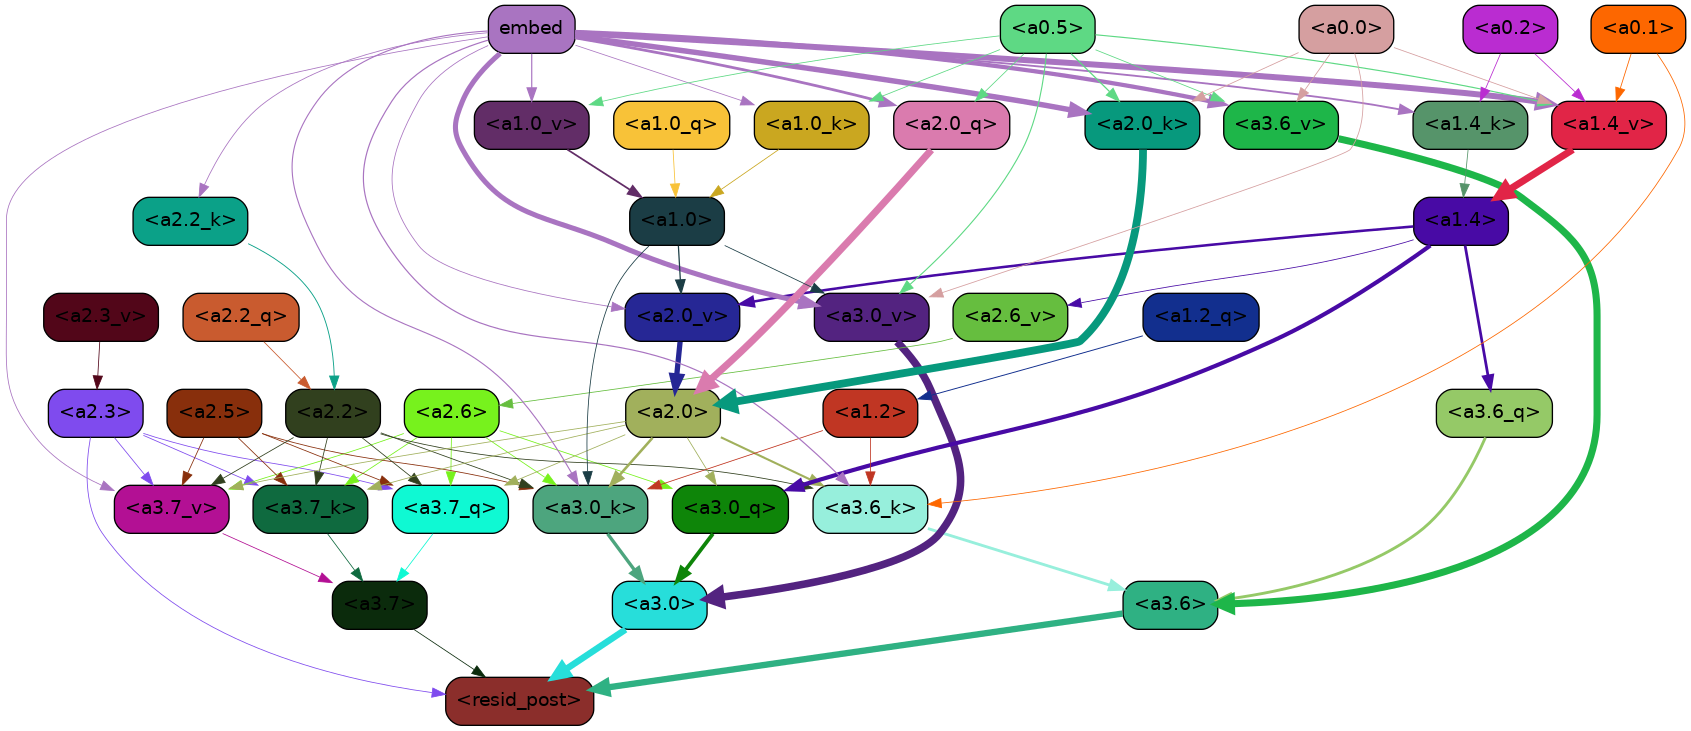 embed
<a0.5>
<a0.0>
<a0.2>
<a0.1>
<a1.0_v>
<a1.0_q>
<a1.0_k>
<a2.0_q>
<a2.0_k>
<a3.6_v>
<a1.4_k>
<a1.4_v>
<a2.2_k>
<a1.0>
<a1.4>
<a2.3_v>
<a2.2_q>
<a2.0_v>
<a3.0_v>
<a2.6_v>
<a1.2_q>
<a2.3>
<a2.5>
<a2.2>
<a2.6>
<a2.0>
<a1.2>
<a3.6_q>
<a3.7_v>
<a3.7_k>
<a3.7_q>
<a3.0_k>
<a3.0_q>
<a3.6_k>
<a3.7>
<a3.0>
<a3.6>
<resid_post>